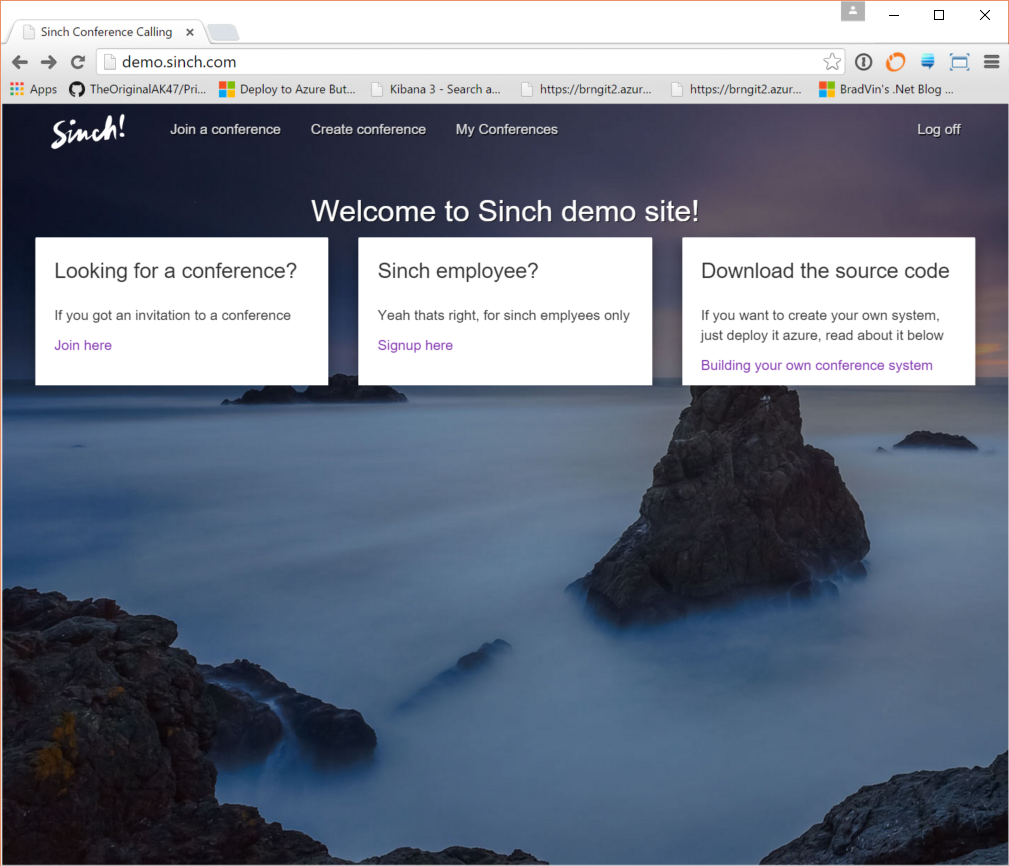 Sinch Conference Calling
demo.sinch.com
Apps TheOriginalAK47/Pri... Deploy to Azure But... Kibana 3 - Search a... https://brngit2.azur... https://brngit2.azur... BradVin's .Net Blog ...
Sinch! Join a conference Create conference My Conferences Log off
Welcome to Sinch demo site!
Looking for a conference?
If you got an invitation to a conference
Join here
Sinch employee?
Yeah thats right, for sinch emplyees only
Signup here
Download the source code
If you want to create your own system,
just deploy it azure, read about it below
Building your own conference system